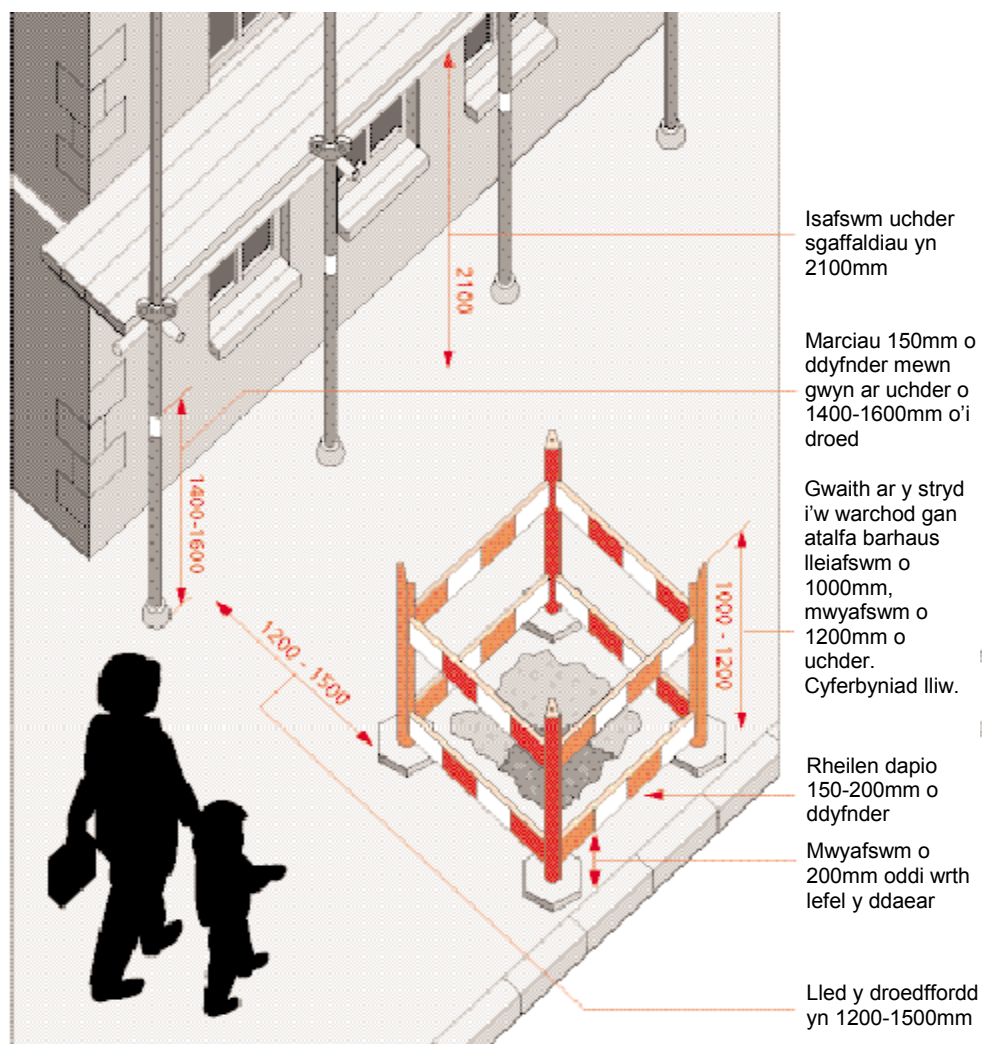 Isafswm uchder
sgaffaldiau yn
2100mm
2100
Marciau 150mm o
ddyfnder mewn
gwyn ar uchder o
1400-1600mm o'i
droed
1400-1600
Gwaith ar y stryd
i'w warchod gan
atalfa barhaus
lleiafswm o
1000mm,
mwyafswm o
1200mm o
uchder.
Cyferbyniad lliw.
1000 - 1200
1200 - 1500
Rheilen dapio
150-200mm o
ddyfnder
Mwyafswm o
200mm oddi wrth
lefel y ddaear
Lled y droedffordd
yn 1200-1500mm